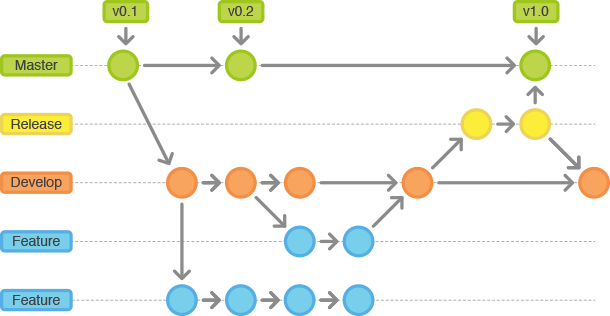 v0.1
v0.2
v1.0
Master
Release
Develop
Feature
Feature